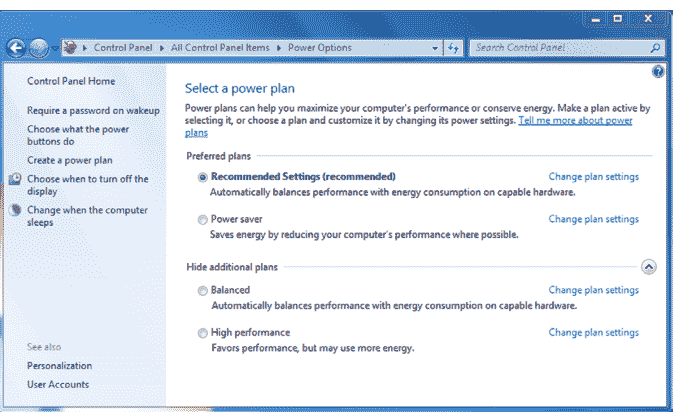 Control Panel ▸ All Control Panel Items ▸ Power Options
Search Control Panel
Control Panel Home
Require a password on wakeup
Choose what the power
buttons do
Create a power plan
Choose when to turn off the
display
Change when the computer
sleeps
See also
Personalization
User Accounts
Select a power plan
Power plans can help you maximize your computer's performance or conserve energy. Make a plan active by
selecting it, or choose a plan and customize it by changing its power settings. Tell me more about power
plans
Preferred plans
Recommended Settings (recommended) Change plan settings
Automatically balances performance with energy consumption on capable hardware.
Power saver Change plan settings
Saves energy by reducing your computer's performance where possible.
Hide additional plans
Balanced Change plan settings
Automatically balances performance with energy consumption on capable hardware.
High performance Change plan settings
Favors performance, but may use more energy.